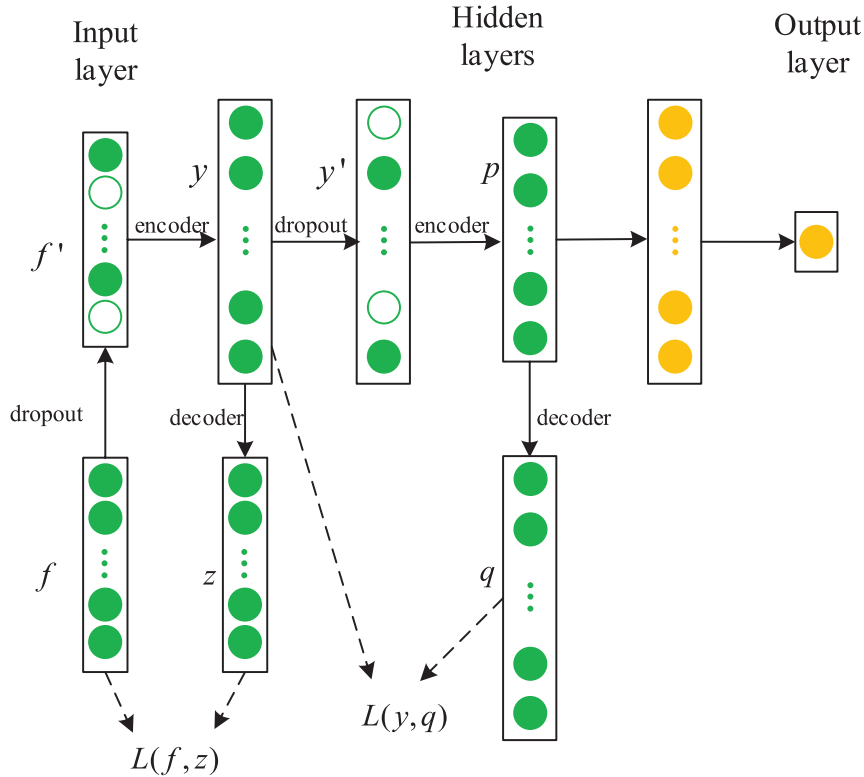 Input
layer
Hidden
layers
Output
layer
y
y'
p
f'
encoder
dropout
encoder
dropout
decoder
decoder
f
z
q
L(y,q)
L(f,z)